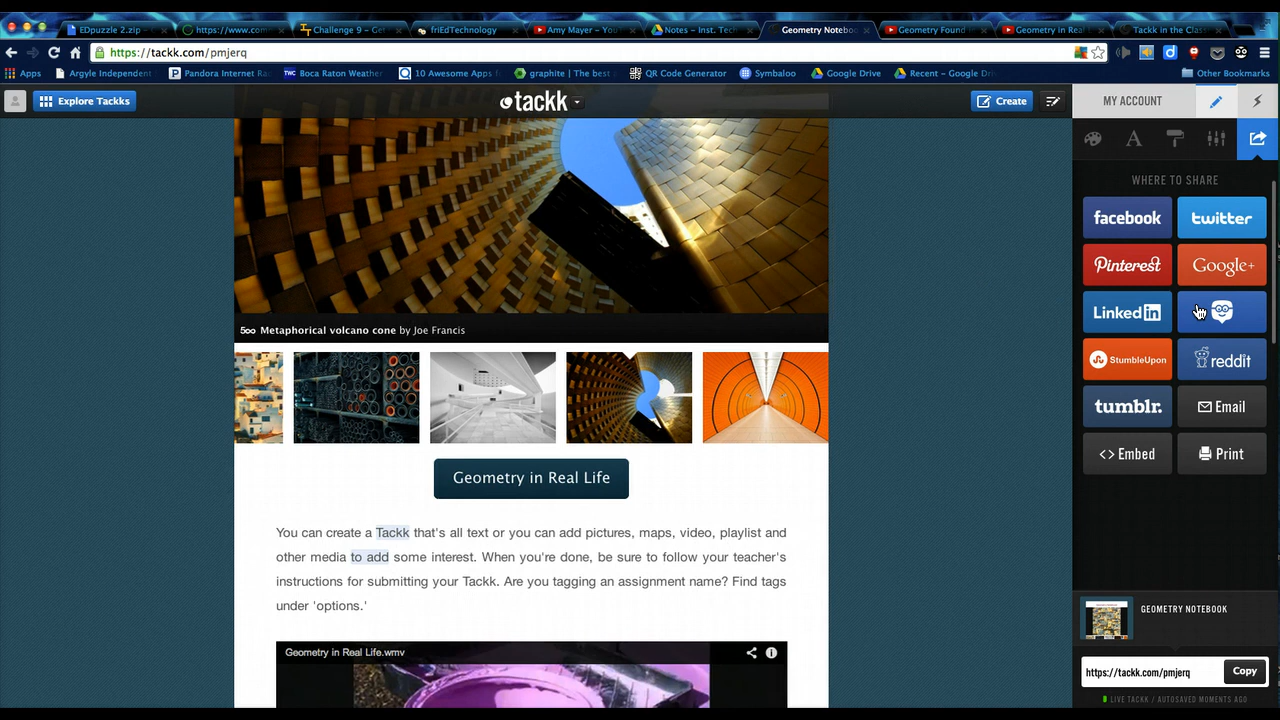 EDpuzzle 2.zip –
https://www.com
Challenge 9 – Get
friEdTechnology
Amy Mayer – You
Notes – Inst. Tec
Geometry Notebo
Geometry Found i
Geometry in Real
Tackk in the Class
https://tackk.com/pmjerq
Apps
Argyle Independent
Pandora Internet Ra
TWC Boca Raton Weather
10 Awesome Apps
graphite | The best
QR Code Generator
Symbaloo
Google Drive
Recent – Google Dr
Other Bookmarks
Explore Tackks
tackk
Create
MY ACCOUNT
WHERE TO SHARE
facebook
twitter
Pinterest
Google+
Linked in
StumbleUpon
reddit
tumblr.
Email
<> Embed
Print
Metaphorical volcano cone by Joe Francis
Geometry in Real Life
You can create a Tackk that's all text or you can add pictures, maps, video, playlist and
other media to add some interest. When you're done, be sure to follow your teacher's
instructions for submitting your Tackk. Are you tagging an assignment name? Find tags
under 'options.'
Geometry in Real Life.wmv
GEOMETRY NOTEBOOK
https://tackk.com/pmjerq
Copy
LIVE TACKK / AUTOSAVED MOMENTS AGO